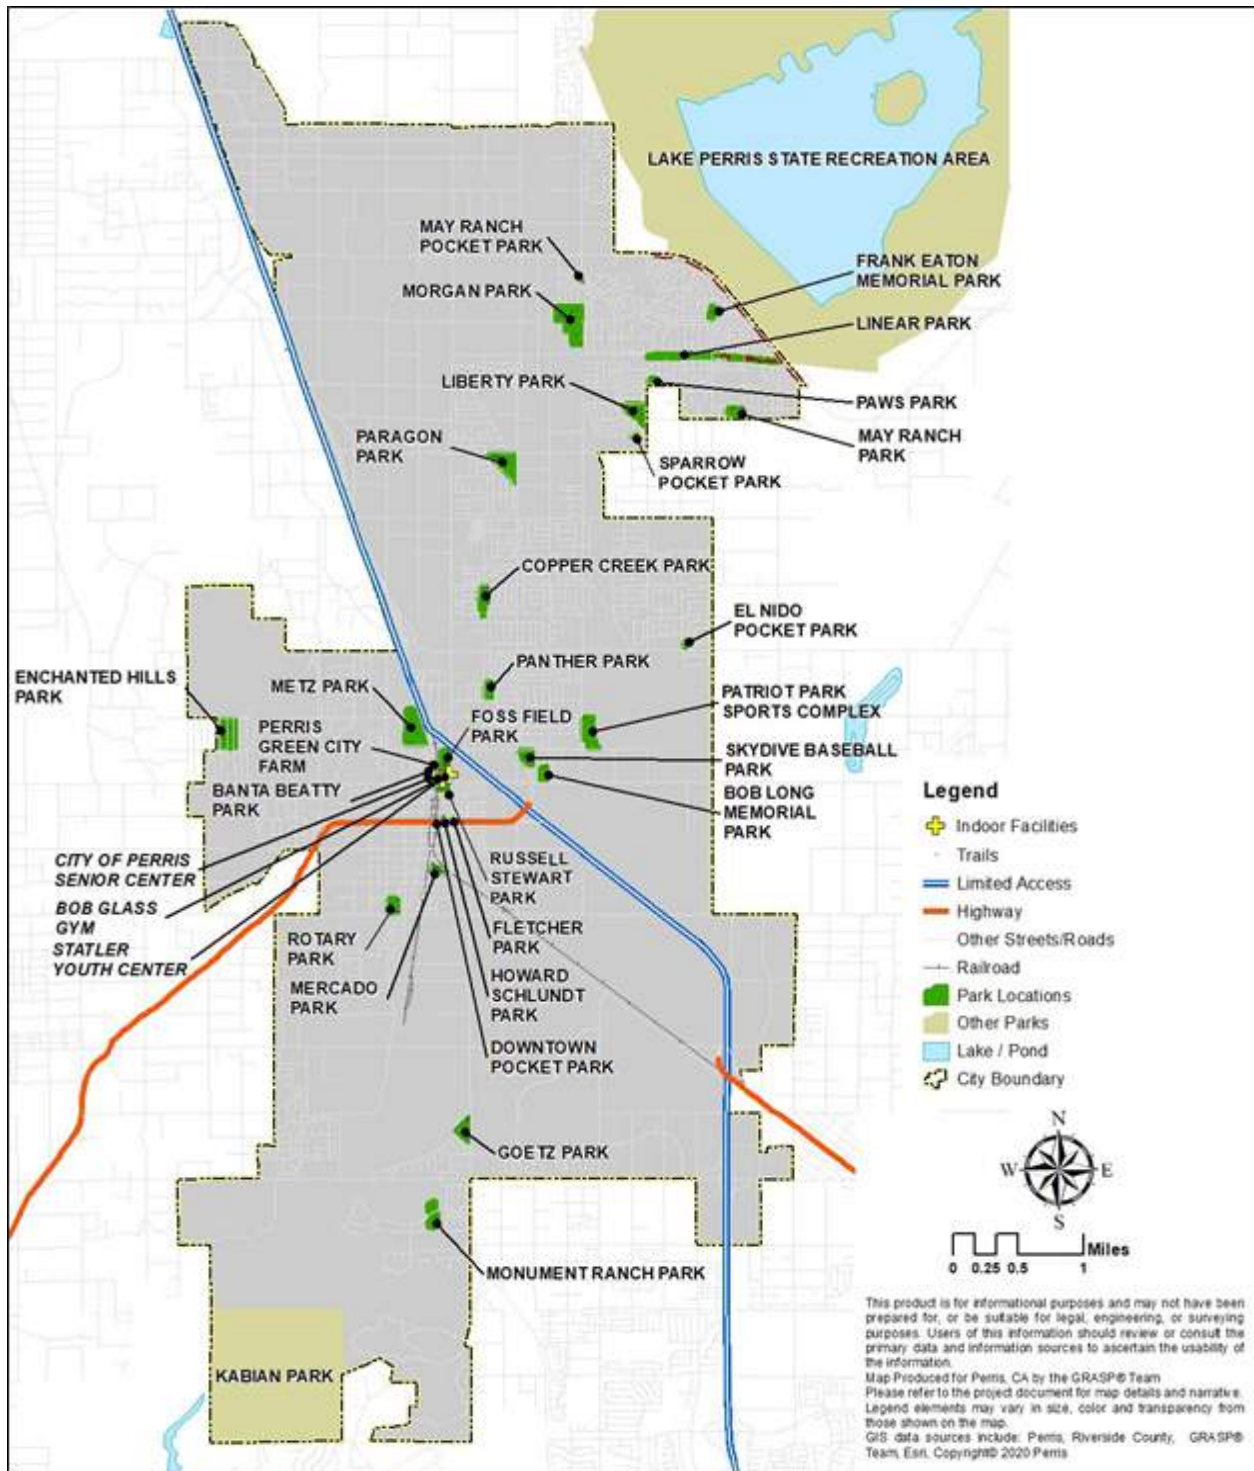 LAKE PERRIS STATE RECREATION AREA
MAY RANCH
POCKET PARK
MORGAN PARK
FRANK EATON
MEMORIAL PARK
LINEAR PARK
LIBERTY PARK
PAWS PARK
PARAGON
PARK
MAY RANCH
PARK
SPARROW
POCKET PARK
COPPER CREEK PARK
EL NIDO
POCKET PARK
ENCHANTED HILLS
PARK
METZ PARK
PANTHER PARK
PATRIOT PARK
SPORTS COMPLEX
FOSS FIELD
PARK
PERRIS
GREEN CITY
FARM
SKYDIVE BASEBALL
PARK
BANTA BEATTY
PARK
BOB LONG
MEMORIAL
PARK
CITY OF PERRIS
SENIOR CENTER
BOB GLASS
GYM
STATLER
YOUTH CENTER
RUSSELL
STEWART
PARK
ROTARY
PARK
FLETCHER
PARK
MERCADO
PARK
HOWARD
SCHLUNDT
PARK
DOWNTOWN
POCKET PARK
GOETZ PARK
MONUMENT RANCH PARK
KABIAN PARK
Legend
Indoor Facilities
Trails
Limited Access
Highway
Other Streets/Roads
Railroad
Park Locations
Other Parks
Lake / Pond
City Boundary
N
W E
S
Miles
0 0.25 0.5 1
This product is for informational purposes and may not have been
prepared for, or be suitable for legal, engineering, or surveying
purposes. Users of this information should review or consult the
primary data and information sources to ascertain the usability of
the information.
Map Produced for Perris, CA by the GRASP® Team
Please refer to the project document for map details and narrative.
Legend elements may vary in size, color and transparency from
those shown on the map.
GIS data sources include: Perris, Riverside County, GRASP®
Team, Esri. Copyright© 2020 Perris